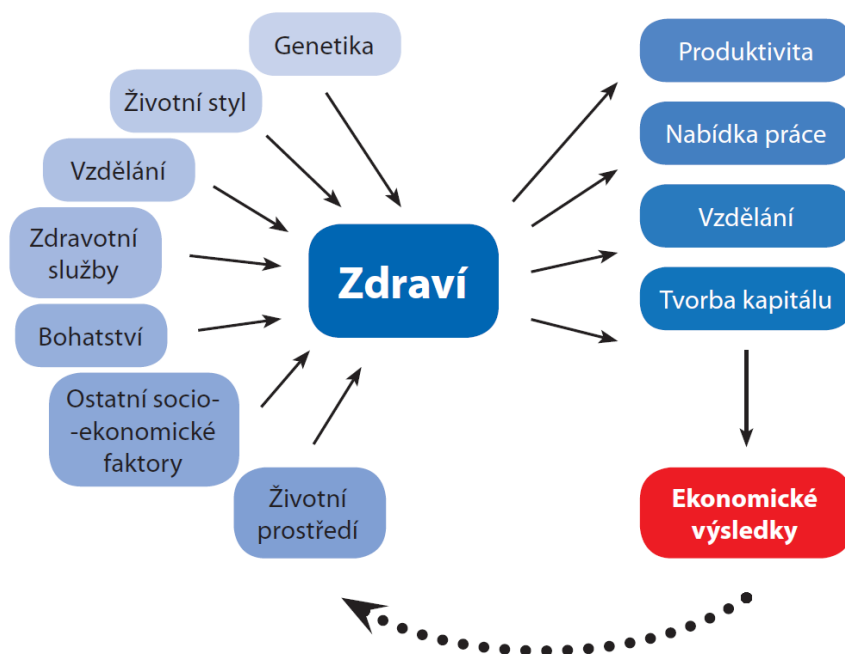 Genetika
Životní styl
Vzdělání
Zdravotní
služby
Bohatství
Ostatní socio-
-ekonomické
faktory
Životní
prostředí
Zdraví
Produktivita
Nabídka práce
Vzdělání
Tvorba kapitálu
Ekonomické
výsledky